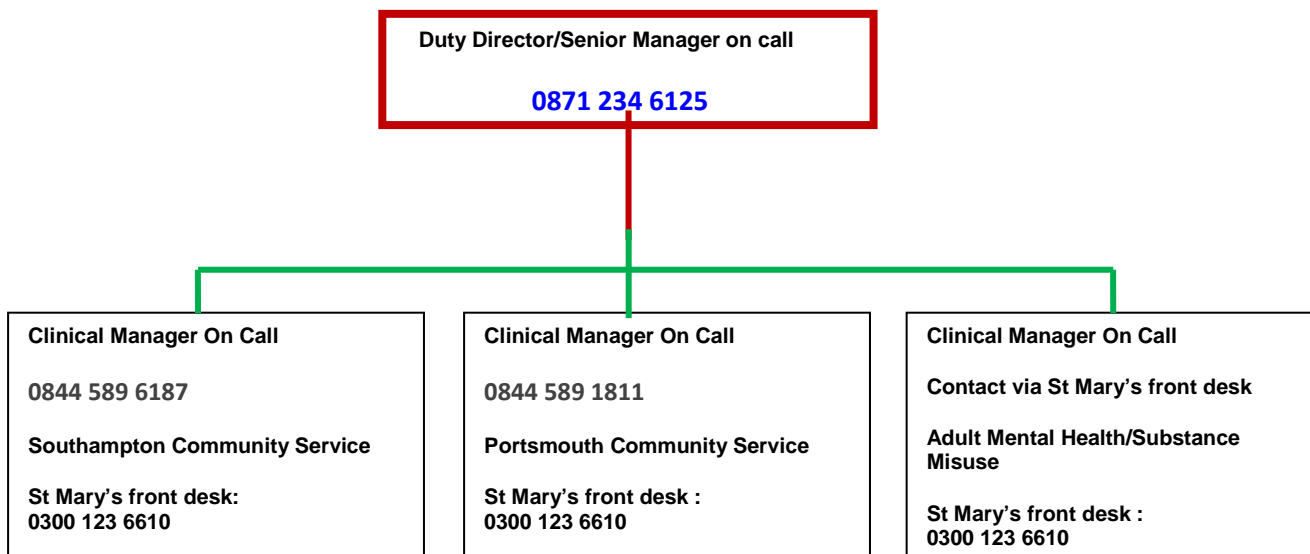 Duty Director/Senior Manager on call
0871 234 6125
Clinical Manager On Call
0844 589 6187
Southampton Community Service
St Mary’s front desk:
0300 123 6610
Clinical Manager On Call
0844 589 1811
Portsmouth Community Service
St Mary’s front desk :
0300 123 6610
Clinical Manager On Call
Contact via St Mary’s front desk
Adult Mental Health/Substance
Misuse
St Mary’s front desk :
0300 123 6610